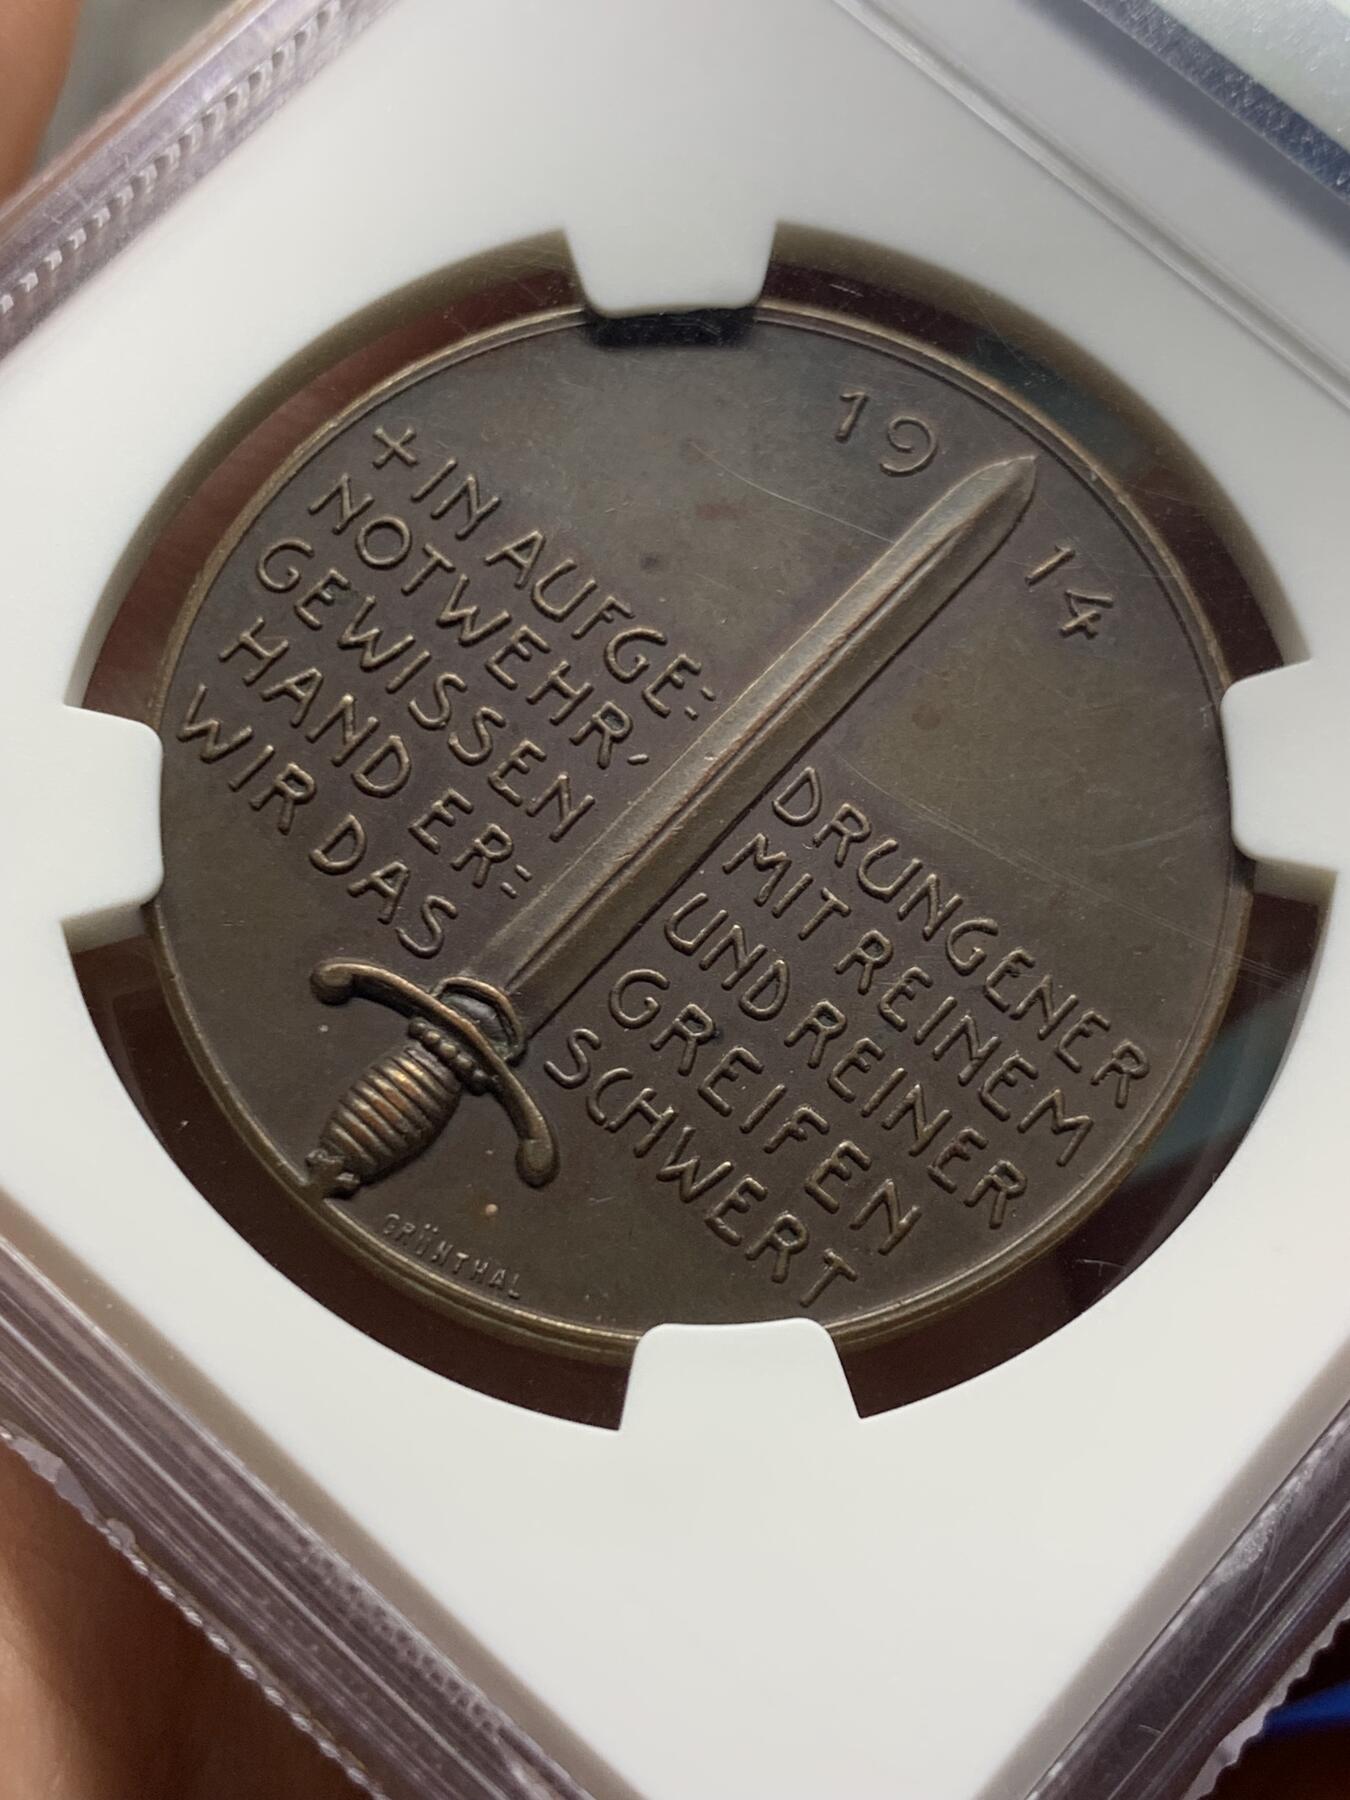 19 14
+ IN AUFGE: DRUNGENER
NOTWEHR, MIT REINEM
GEWISSEN UND REINER
HAND ER: GREIFEN
WIR DAS SCHWERT
GRÜNTHAL